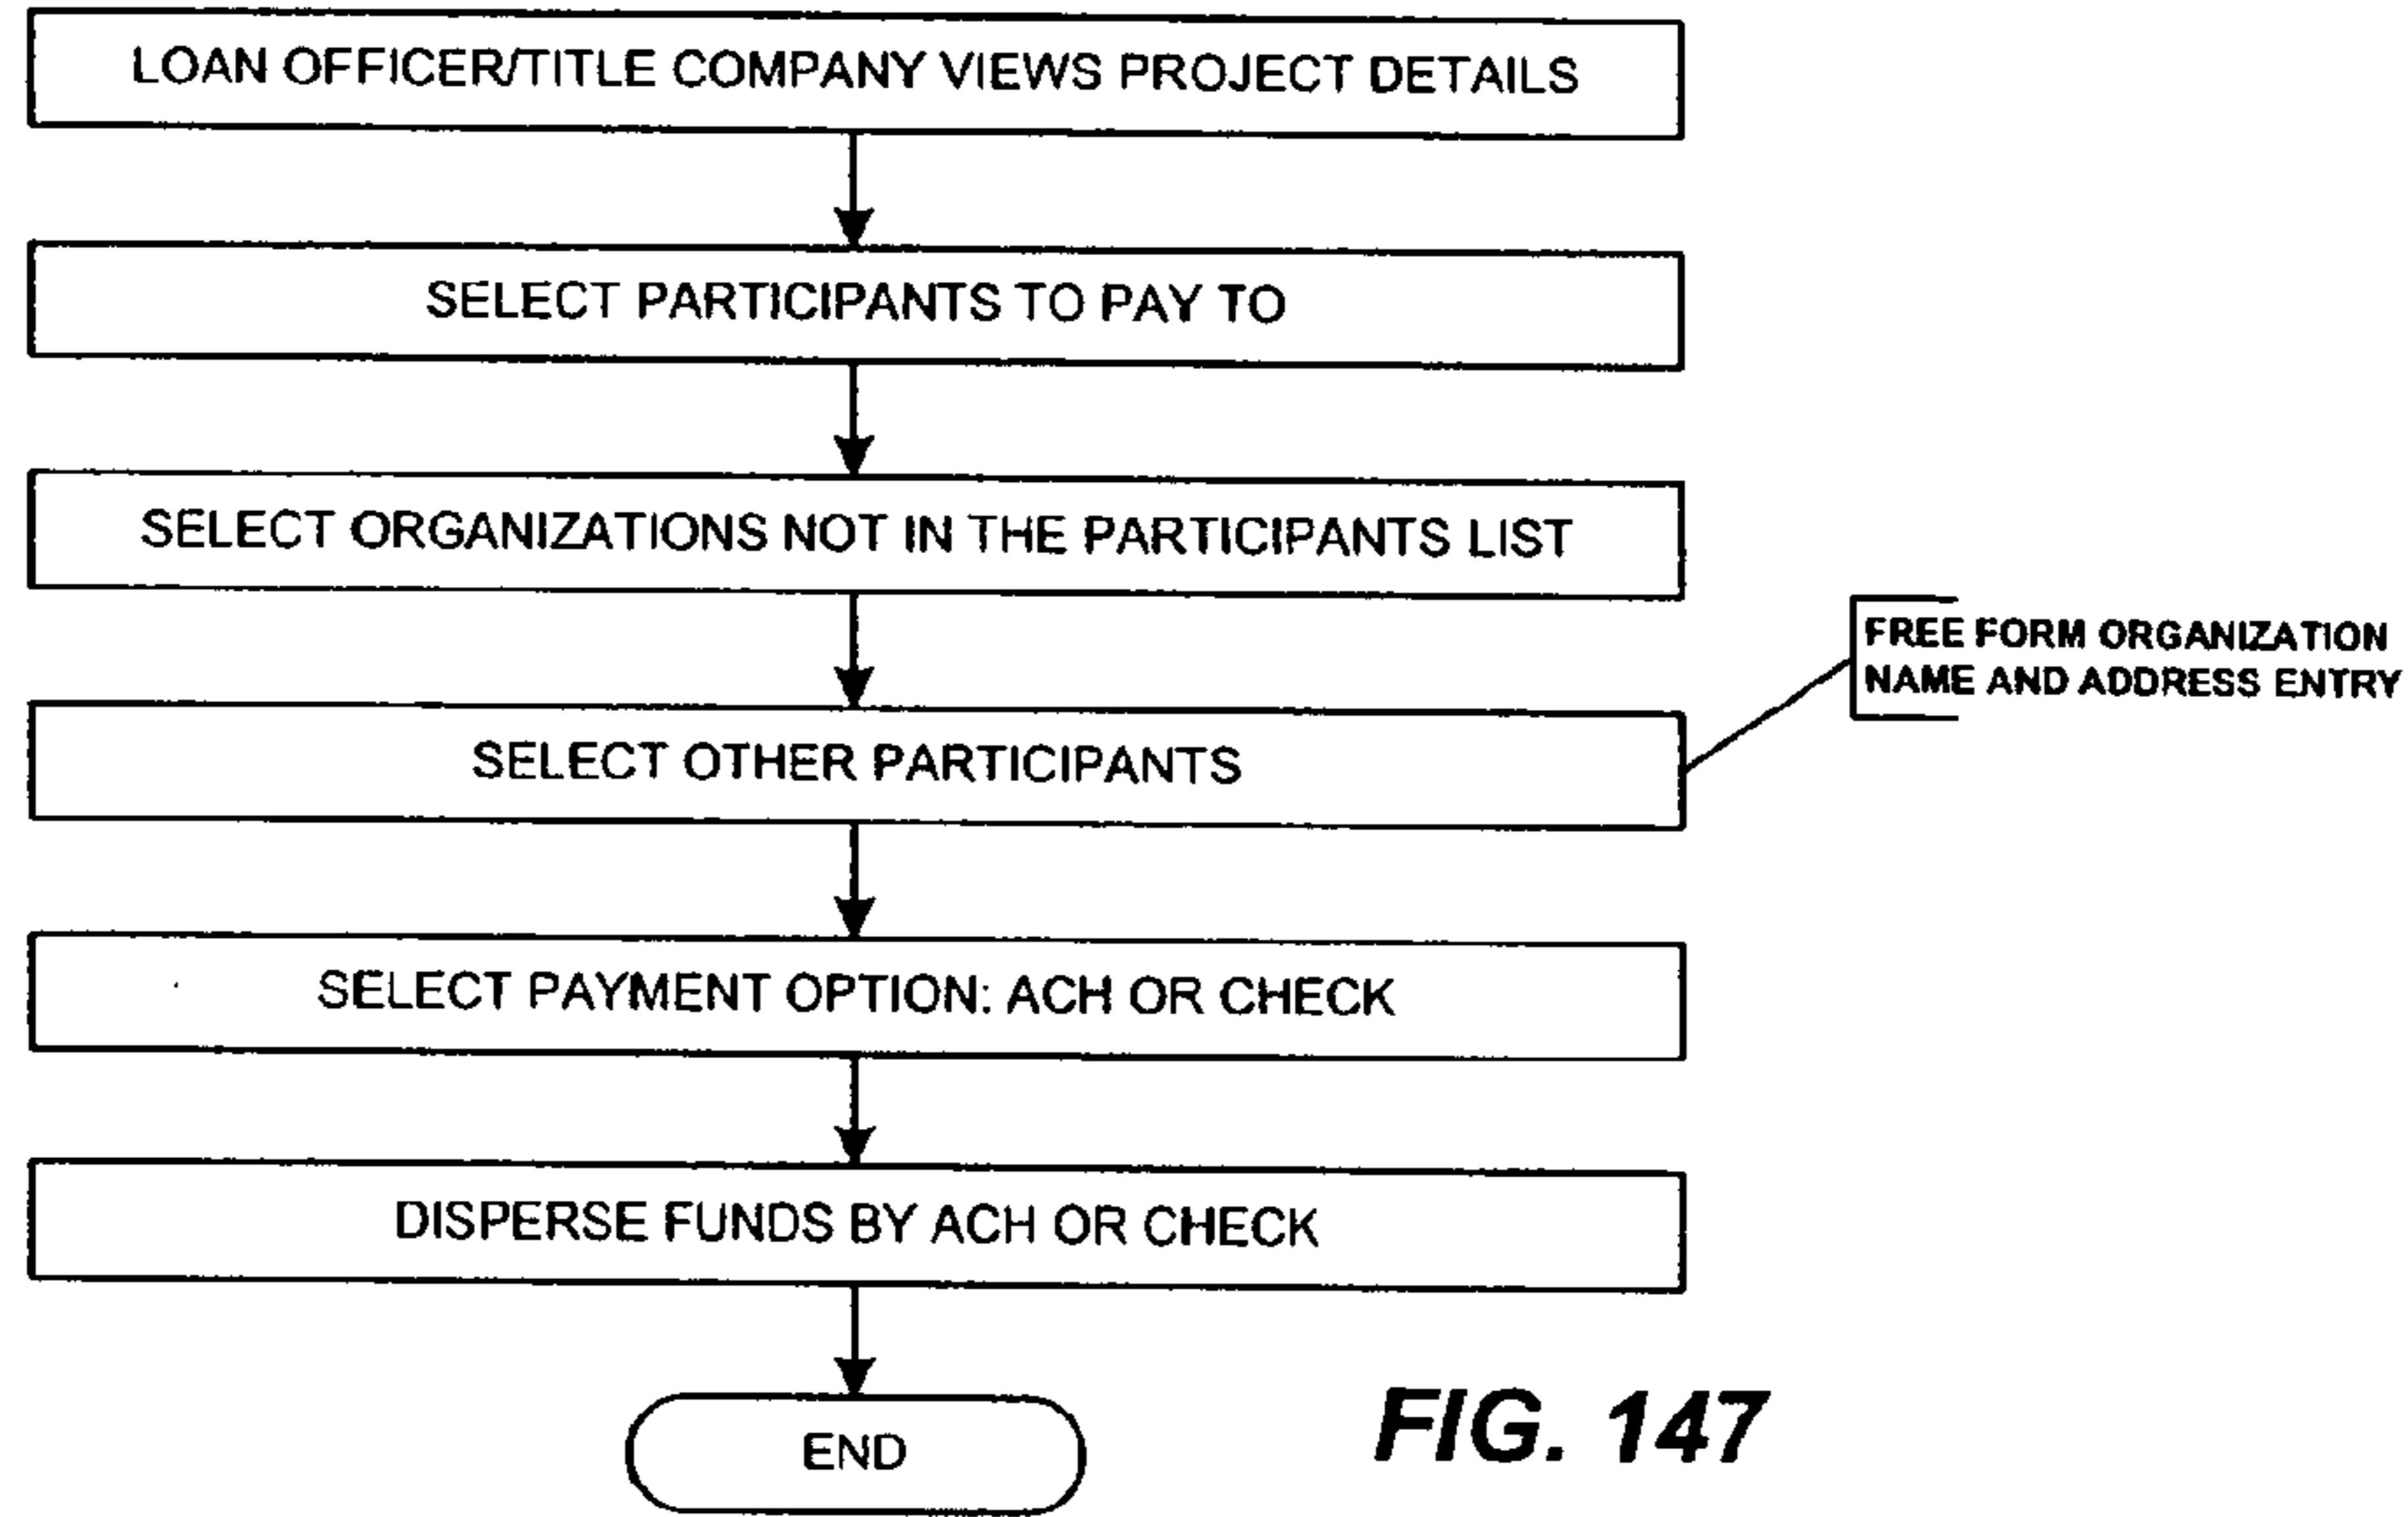 LOAN OFFICER/TITLE COMPANY VIEWS PROJECT DETAILS
SELECT PARTICIPANTS TO PAY TO
SELECT ORGANIZATIONS NOT IN THE PARTICIPANTS LIST
FREE FORM ORGANIZATION
NAME AND ADDRESS ENTRY
SELECT OTHER PARTICIPANTS
SELECT PAYMENT OPTION: ACH OR CHECK
DISPERSE FUNDS BY ACH OR CHECK
END
FIG. 147